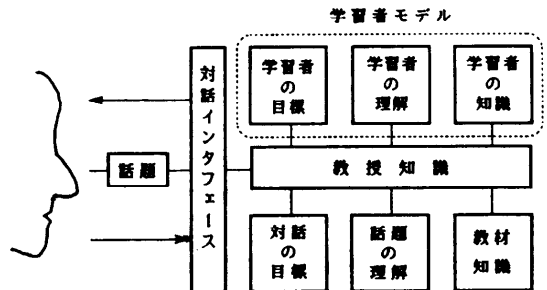 学習者モデル
対話インタフェース
学習者
の
目標
学習者
の
理解
学習者
の
知識
話題
教授知識
対話
の
目標
話題
の
理解
教材
知識